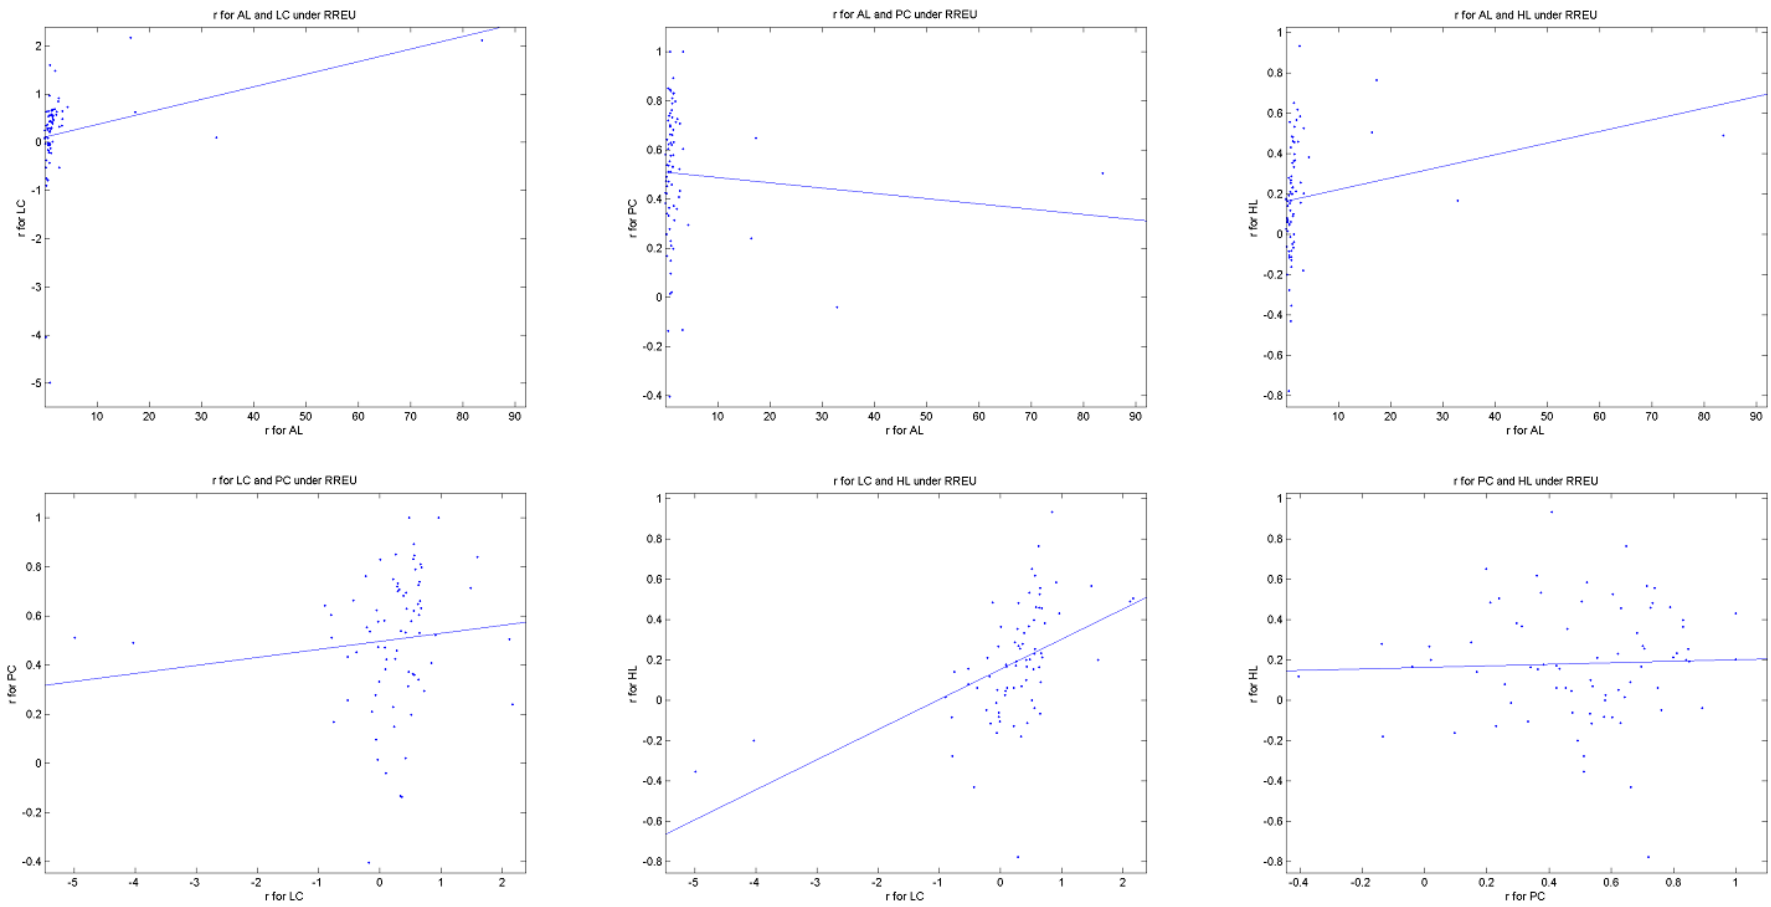 r for AL and LC under RREU
2
1
0
-1
-2
-3
-4
-5
r for LC
10 20 30 40 50 60 70 80 90
r for AL
r for AL and PC under RREU
1
0.8
0.6
0.4
0.2
0
-0.2
-0.4
r for PC
10 20 30 40 50 60 70 80 90
r for AL
r for AL and HL under RREU
1
0.8
0.6
0.4
0.2
0
-0.2
-0.4
-0.6
-0.8
r for HL
10 20 30 40 50 60 70 80 90
r for AL
r for LC and PC under RREU
1
0.8
0.6
0.4
0.2
0
-0.2
-0.4
r for PC
-5 -4 -3 -2 -1 0 1 2
r for LC
r for LC and HL under RREU
1
0.8
0.6
0.4
0.2
0
-0.2
-0.4
-0.6
-0.8
r for HL
-5 -4 -3 -2 -1 0 1 2
r for LC
r for PC and HL under RREU
1
0.8
0.6
0.4
0.2
0
-0.2
-0.4
-0.6
-0.8
r for HL
-0.4 -0.2 0 0.2 0.4 0.6 0.8 1
r for PC